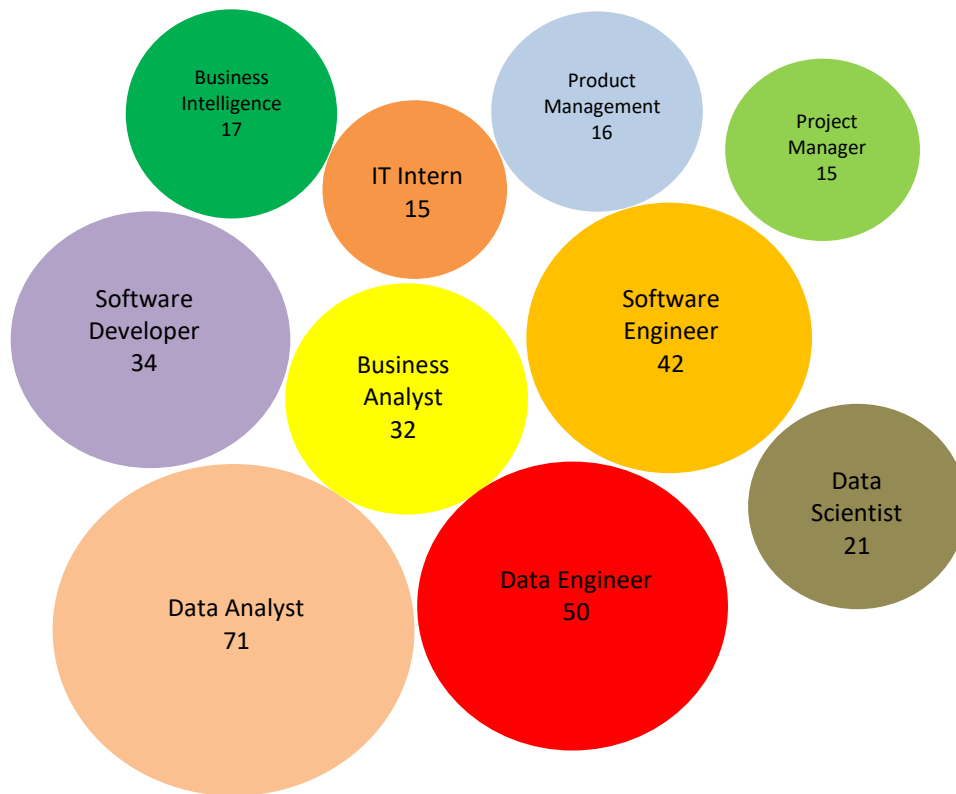 Business
Intelligence
17
Product
Management
16
Project
Manager
15
IT Intern
15
Software
Developer
34
Software
Engineer
42
Business
Analyst
32
Data
Scientist
21
Data Engineer
50
Data Analyst
71